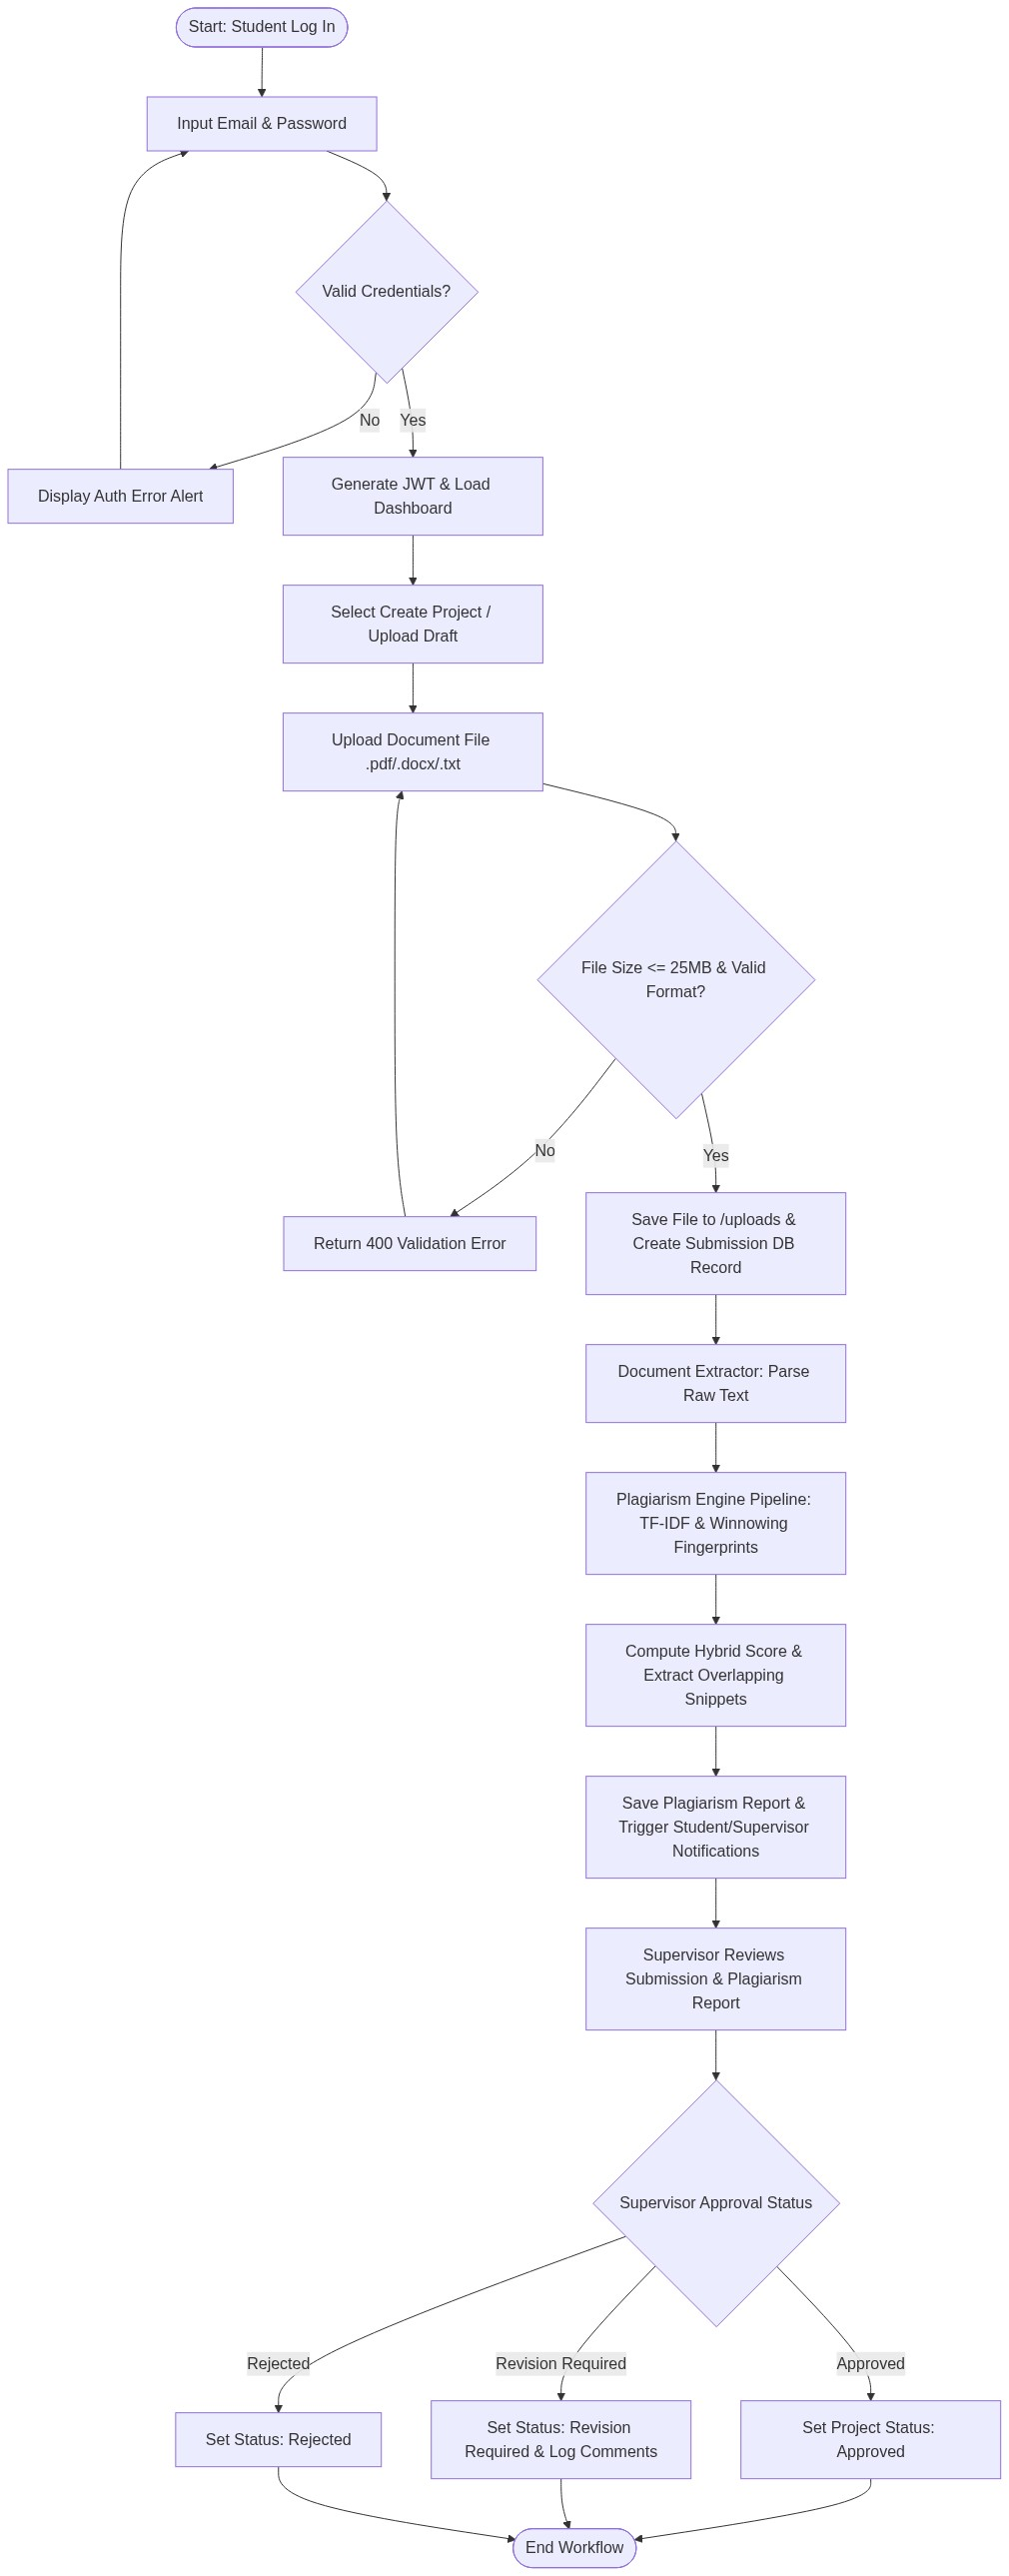 Start: Student Log In
Input Email & Password
Valid Credentials?
No
Yes
Display Auth Error Alert
Generate JWT & Load
Dashboard
Select Create Project /
Upload Draft
Upload Document File
.pdf/.docx/.txt
File Size <= 25MB & Valid
Format?
No
Yes
Return 400 Validation Error
Save File to /uploads &
Create Submission DB
Record
Document Extractor: Parse
Raw Text
Plagiarism Engine Pipeline:
TF-IDF & Winnowing
Fingerprints
Compute Hybrid Score &
Extract Overlapping
Snippets
Save Plagiarism Report &
Trigger Student/Supervisor
Notifications
Supervisor Reviews
Submission & Plagiarism
Report
Supervisor Approval Status
Rejected
Revision Required
Approved
Set Status: Rejected
Set Status: Revision
Required & Log Comments
Set Project Status:
Approved
End Workflow